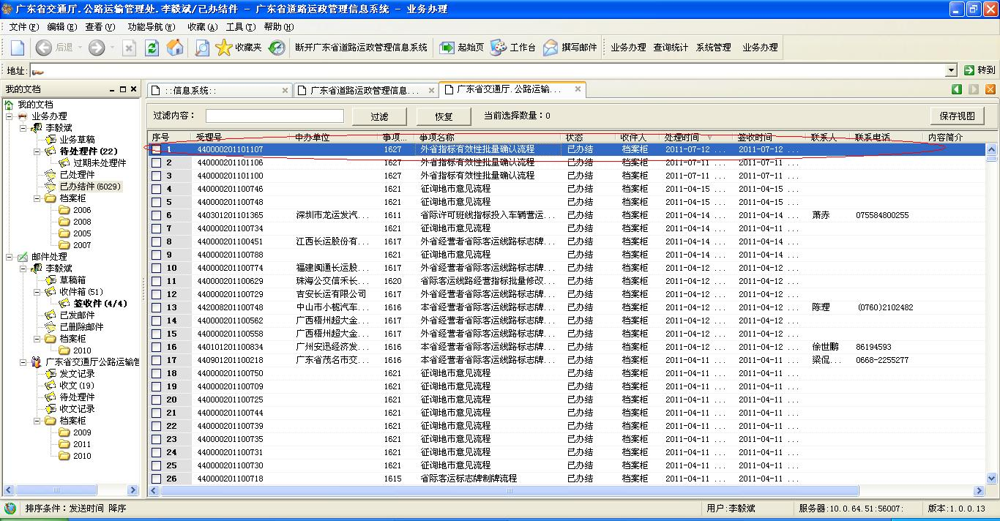 广东省交通厅.公路运输管理处.李毅斌/已办结件 - 广东省道路运政管理信息系统 - 业务办理
文件(F) 编辑(E) 查看(V) 功能导航(W) 收藏(A) 工具(T) 帮助(H)
后退 收藏夹 断开广东省道路运政管理信息系统 起始页 工作台 撰写邮件 业务办理 查询统计 系统管理 业务办理
地址: 转到
我的文档
我的文档
业务办理
李毅斌
业务草稿
待处理件(22)
过期未处理件
已处理件
已办结件(6029)
档案柜
2006
2008
2005
2007
邮件处理
李毅斌
草稿箱
收件箱(51)
签收件(4/4)
已发邮件
已删除邮件
档案柜
2010
广东省交通厅公路运输管
发文记录
收文(19)
待处理件
收文记录
档案柜
2009
2011
2010
::信息系统:: 广东省道路运政管理信息... 广东省交通厅.公路运输...
过滤内容: 过滤 恢复 当前选择数量:0 保存视图
序号 受理号 申办单位 事项... 事项名称 状态 收件人 处理时间 签收时间 联系人 联系电话 内容简介
1 440000201101107 1627 外省指标有效性批量确认流程 已办结 档案柜 2011-07-12 ... 2011-07-12 ...
2 440000201101106 1627 外省指标有效性批量确认流程 已办结 档案柜 2011-07-11 ... 2011-07-11 ...
3 440000201101100 1627 外省指标有效性批量确认流程 已办结 档案柜 2011-07-11 ... 2011-07-11 ...
4 440000201100746 1621 征询地市意见流程 已办结 档案柜 2011-04-15 ... 2011-04-15 ...
5 440000201100748 1621 征询地市意见流程 已办结 档案柜 2011-04-15 ... 2011-04-15 ...
6 440301201101365 深圳市龙运发汽... 1611 省际许可班线指标投入车辆营运... 已办结 档案柜 2011-04-14 ... 2011-04-14 ... 萧赤 075584800255
7 440000201100734 1621 征询地市意见流程 已办结 档案柜 2011-04-14 ... 2011-04-11 ...
8 440000201100451 江西长运股份有... 1617 外省经营者省际客运线路标志牌... 已办结 档案柜 2011-04-14 ... 2011-04-14 ...
9 440000201100788 1621 征询地市意见流程 已办结 档案柜 2011-04-14 ... 2011-04-14 ...
10 440000201100774 福建闽通长运股... 1617 外省经营者省际客运线路标志牌... 已办结 档案柜 2011-04-12 ... 2011-04-12 ...
11 440000201100629 珠海公交信禾长... 1620 省际客运线路经营指标批量修改... 已办结 档案柜 2011-04-12 ... 2011-04-12 ...
12 440000201100729 吉安长运有限公司 1617 外省经营者省际客运线路标志牌... 已办结 档案柜 2011-04-12 ... 2011-04-12 ...
13 442008201100748 中山市小榄汽车... 1616 本省经营者省际客运线路标志牌... 已办结 档案柜 2011-04-12 ... 2011-04-12 ... 陈理 (0760)2102482
14 440000201100562 广西梧州超大金... 1617 外省经营者省际客运线路标志牌... 已办结 档案柜 2011-04-12 ... 2011-04-12 ...
15 440000201100558 广西梧州超大金... 1617 外省经营者省际客运线路标志牌... 已办结 档案柜 2011-04-12 ... 2011-04-12 ...
16 440101201100834 广州安迅经济发... 1616 本省经营者省际客运线路标志牌... 已办结 档案柜 2011-04-12 ... 2011-04-12 ... 徐世鹏 86194593
17 440901201100218 广东省茂名市交... 1616 本省经营者省际客运线路标志牌... 已办结 档案柜 2011-04-11 ... 2011-04-11 ... 梁侃... 0668-2255277
18 440000201100750 1621 征询地市意见流程 已办结 档案柜 2011-04-11 ... 2011-04-11 ...
19 440000201100709 1621 征询地市意见流程 已办结 档案柜 2011-04-11 ... 2011-04-11 ...
20 440000201100725 1621 征询地市意见流程 已办结 档案柜 2011-04-11 ... 2011-04-11 ...
21 440000201100744 1621 征询地市意见流程 已办结 档案柜 2011-04-11 ... 2011-04-11 ...
22 440000201100739 1621 征询地市意见流程 已办结 档案柜 2011-04-11 ... 2011-04-11 ...
23 440000201100735 1621 征询地市意见流程 已办结 档案柜 2011-04-11 ... 2011-04-11 ...
24 440000201100731 1621 征询地市意见流程 已办结 档案柜 2011-04-11 ... 2011-04-11 ...
25 440000201100730 1621 征询地市意见流程 已办结 档案柜 2011-04-11 ... 2011-04-11 ...
26 440000201100718 1615 省际客运标志牌制牌流程 已办结 档案柜 2011-04-11 ... 2011-04-11 ...
排序条件:发送时间 降序 用户:李毅斌 服务器:10.0.64.51:56007: 版本:1.0.0.13